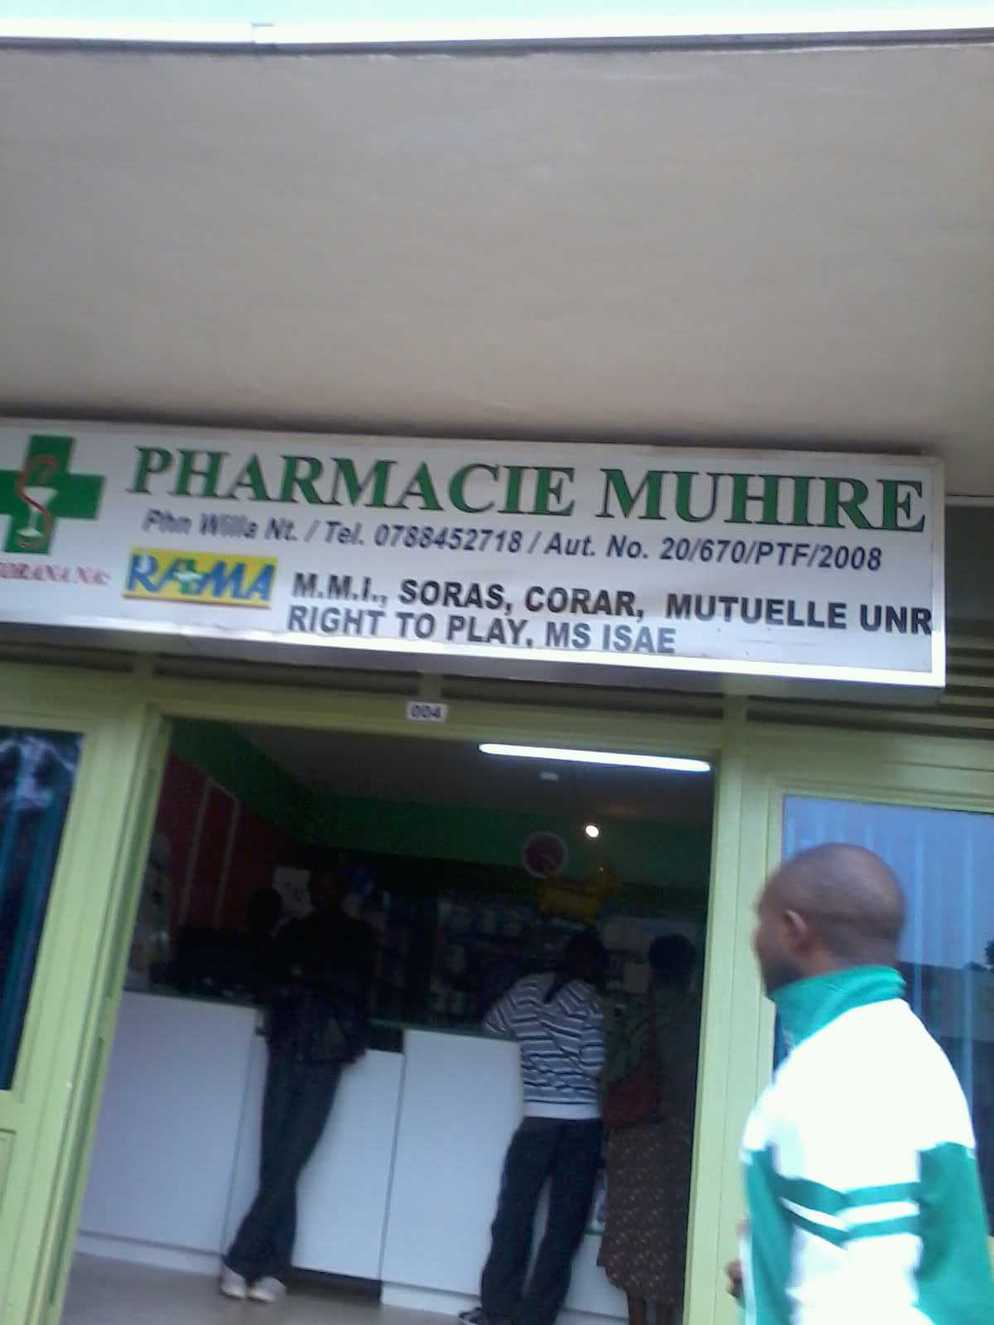 PHARMACIE MUHIRE
Phn Willa Nt. / Tel. 0788452718 / Aut. No. 20/670/PTF/2008
RAMA
M.M.I., SORAS, CORAR, MUTUELLE UNR
RIGHT TO PLAY, MS ISAE
004